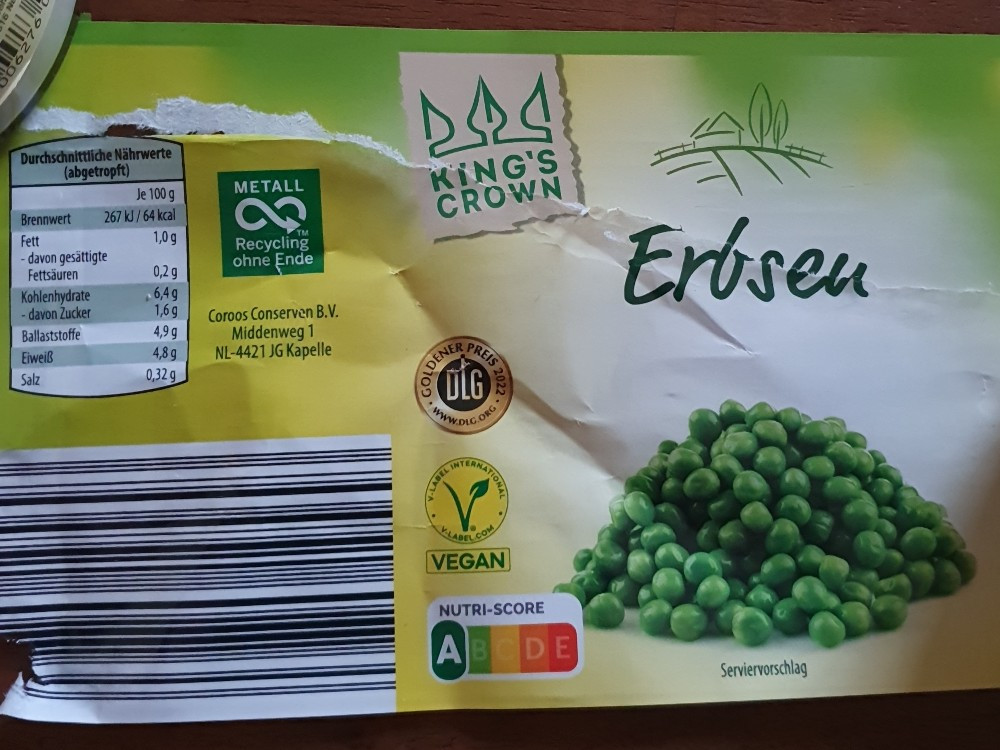 006276
Durchschnittliche Nährwerte
(abgetropft)
Je 100 g
Brennwert 267 kJ / 64 kcal
Fett 1,0 g
- davon gesättigte
Fettsäuren 0,2 g
Kohlenhydrate 6,4 g
- davon Zucker 1,6 g
Ballaststoffe 4,9 g
Eiweiß 4,8 g
Salz 0,32 g
METALL
TM
Recycling
ohne Ende
Coroos Conserven B.V.
Middenweg 1
NL-4421 JG Kapelle
KING'S
CROWN
Erbsen
GOLDENER PREIS 2022
DLG
WWW.DLG.ORG
V-LABEL INTERNATIONAL
V-LABEL.COM
VEGAN
NUTRI-SCORE
A B C D E
Serviervorschlag